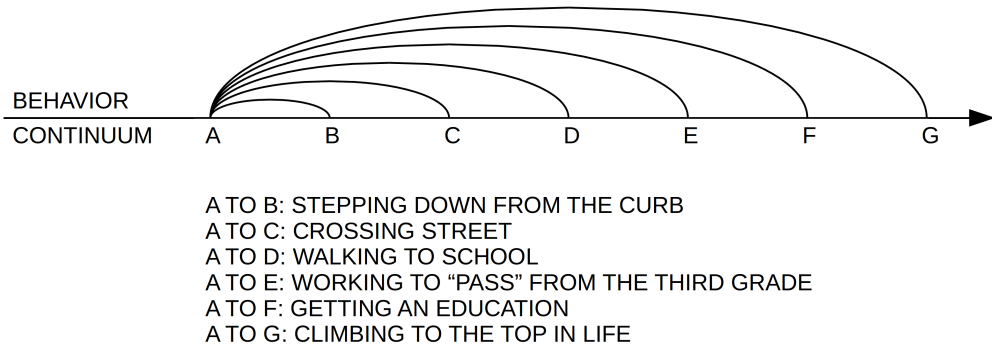 BEHAVIOR
CONTINUUM A B C D E F G
A TO B: STEPPING DOWN FROM THE CURB
A TO C: CROSSING STREET
A TO D: WALKING TO SCHOOL
A TO E: WORKING TO “PASS” FROM THE THIRD GRADE
A TO F: GETTING AN EDUCATION
A TO G: CLIMBING TO THE TOP IN LIFE